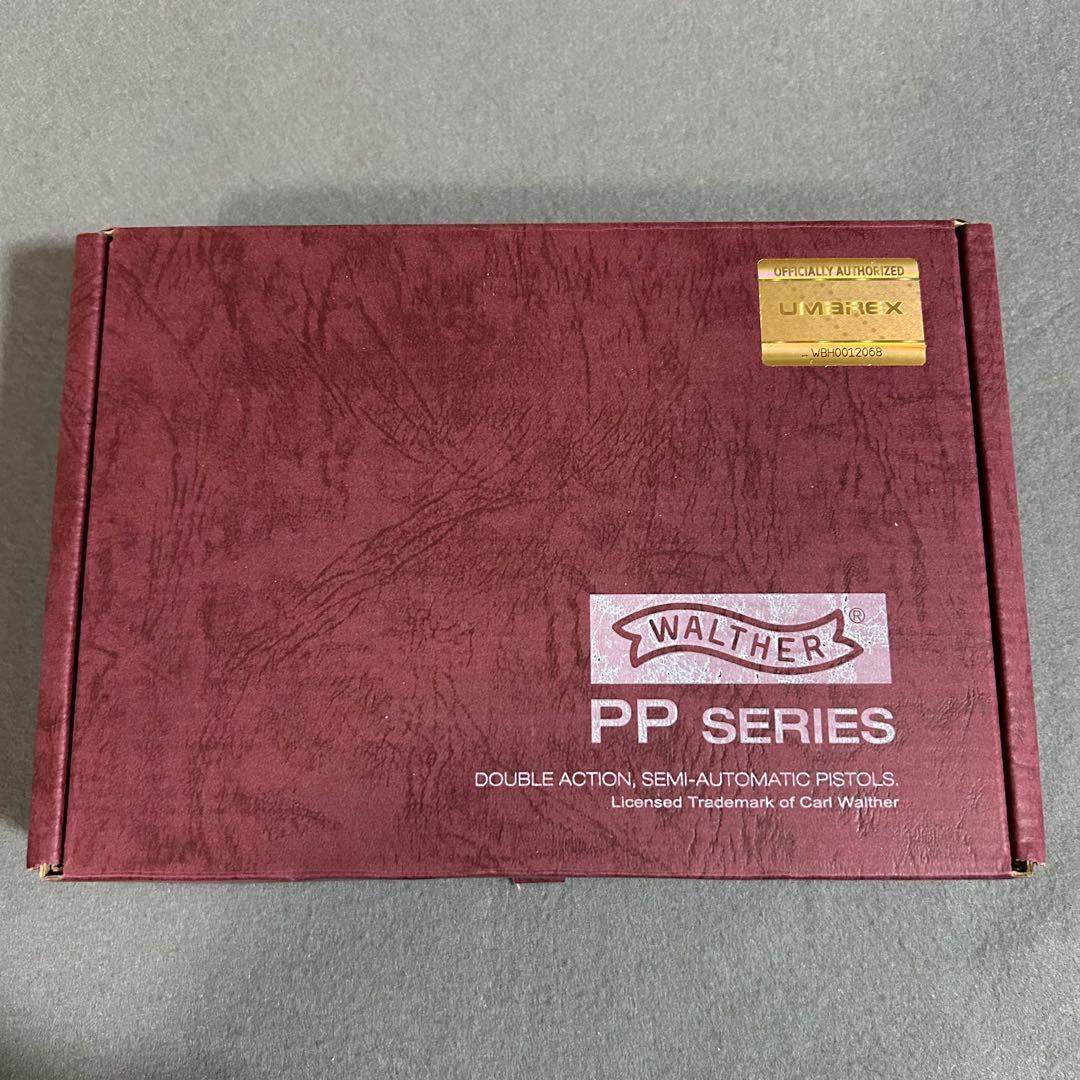 OFFICIALLY AUTHORIZED
UMAREX
WBH0012068
WALTHER®
PP SERIES
DOUBLE ACTION, SEMI-AUTOMATIC PISTOLS.
Licensed Trademark of Carl Walther